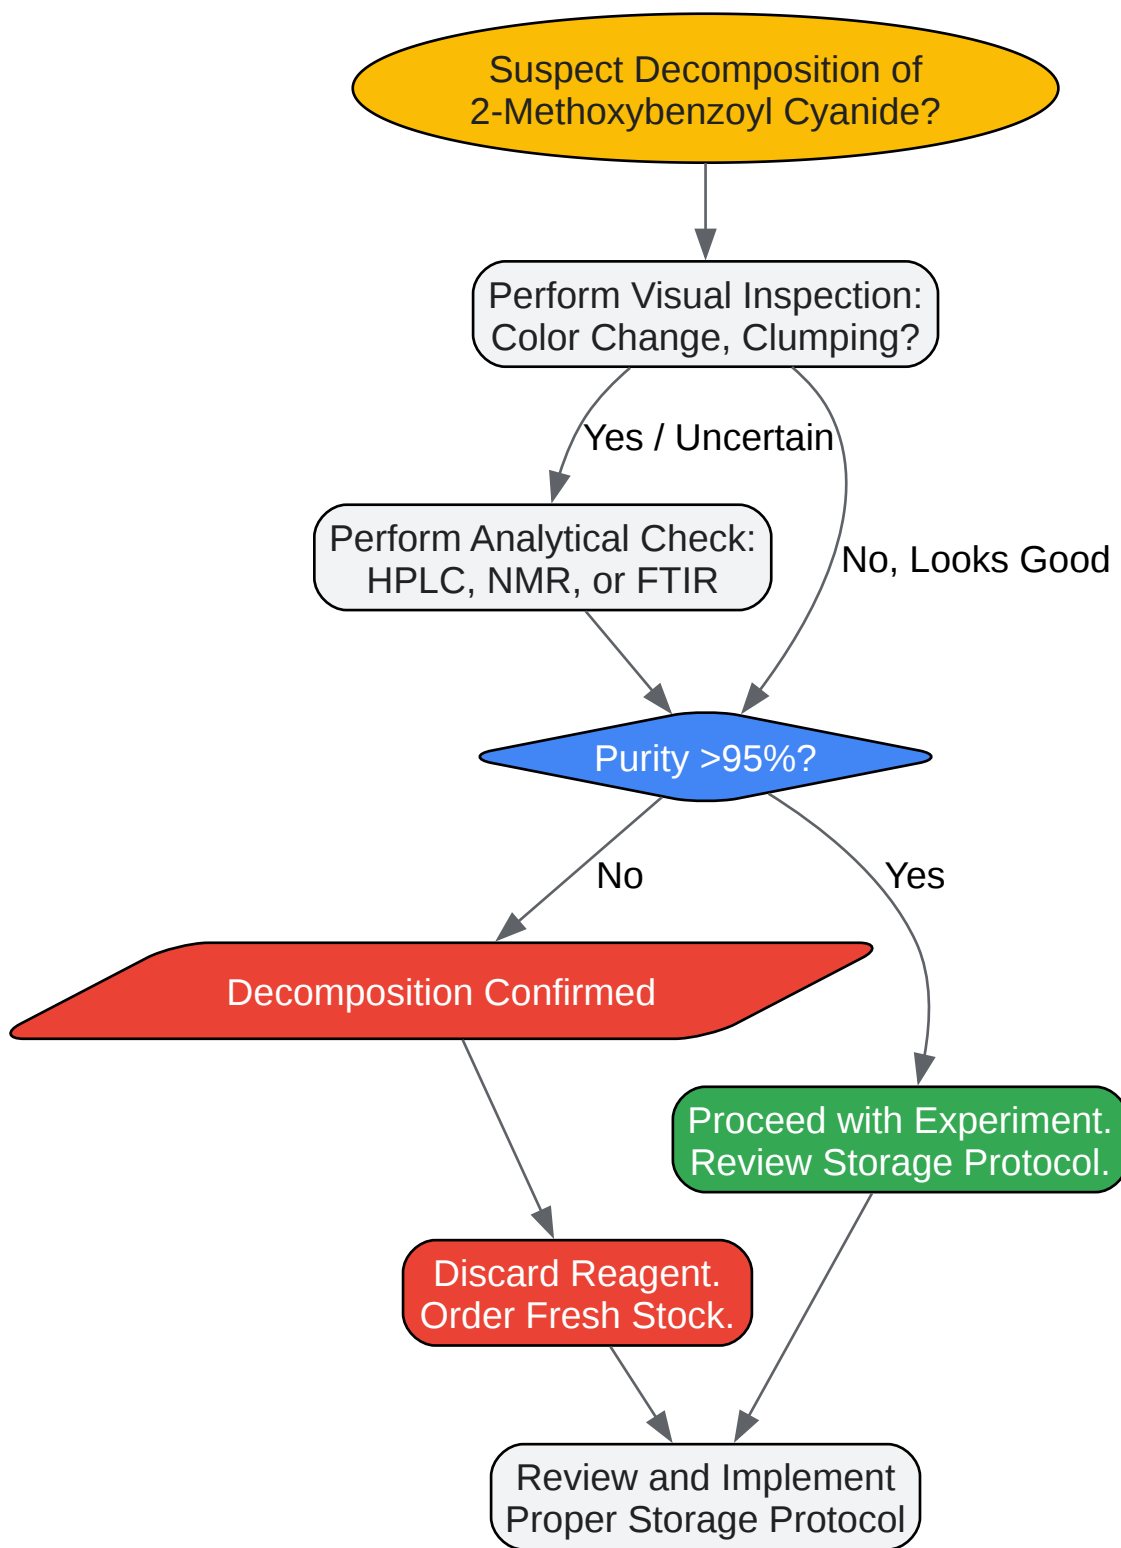 Suspect Decomposition of
2-Methoxybenzoyl Cyanide?
Perform Visual Inspection:
Color Change, Clumping?
Yes / Uncertain
Perform Analytical Check:
HPLC, NMR, or FTIR
No, Looks Good
Purity >95%?
No
Yes
Decomposition Confirmed
Proceed with Experiment.
Review Storage Protocol.
Discard Reagent.
Order Fresh Stock.
Review and Implement
Proper Storage Protocol